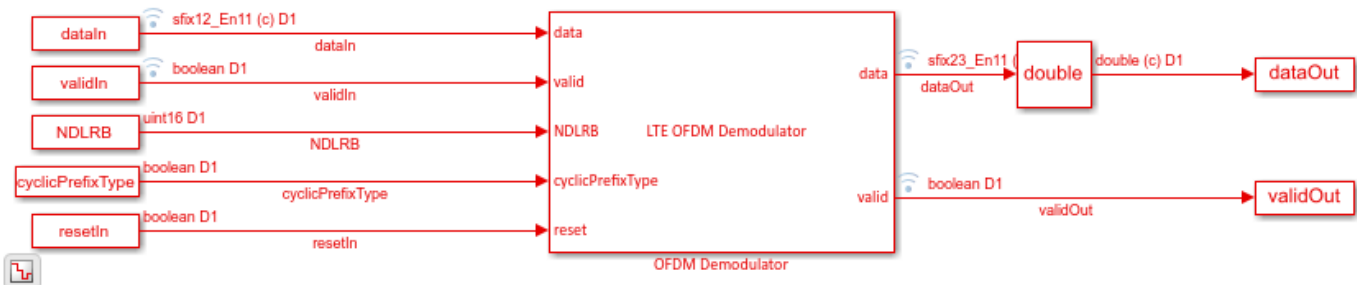 dataIn
sfix12_En11 (c) D1
dataIn
data
validIn
boolean D1
validIn
valid
NDLRB
uint16 D1
NDLRB
NDLRB
LTE OFDM Demodulator
cyclicPrefixType
boolean D1
cyclicPrefixType
cyclicPrefixType
resetIn
boolean D1
resetIn
reset
OFDM Demodulator
data
sfix23_En11 (
dataOut
double
double (c) D1
dataOut
valid
boolean D1
validOut
validOut